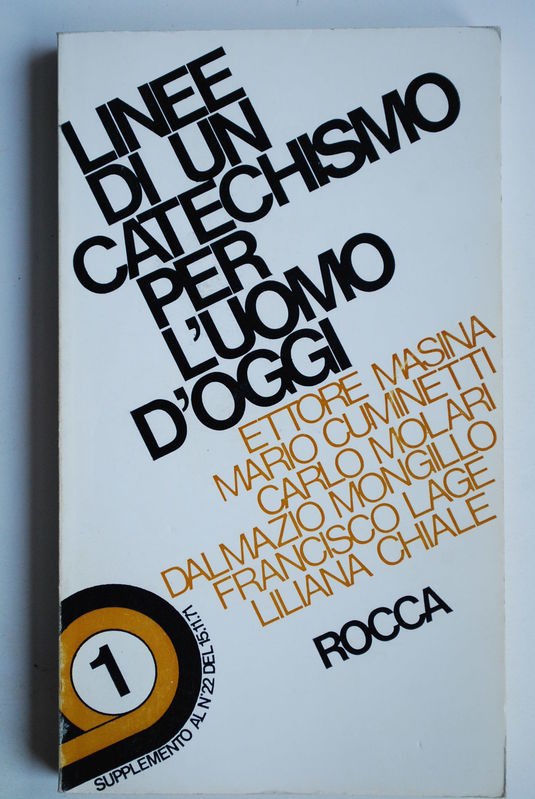 LINEE
DI UN
CATECHISMO
PER
L'UOMO
D'OGGI
ETTORE MASINA
MARIO CUMINETTI
CARLO MOLARI
DALMAZIO MONGILLO
FRANCISCO LAGE
LILIANA CHIALE
ROCCA
1
SUPPLEMENTO AL N°22 DEL 15.11.71